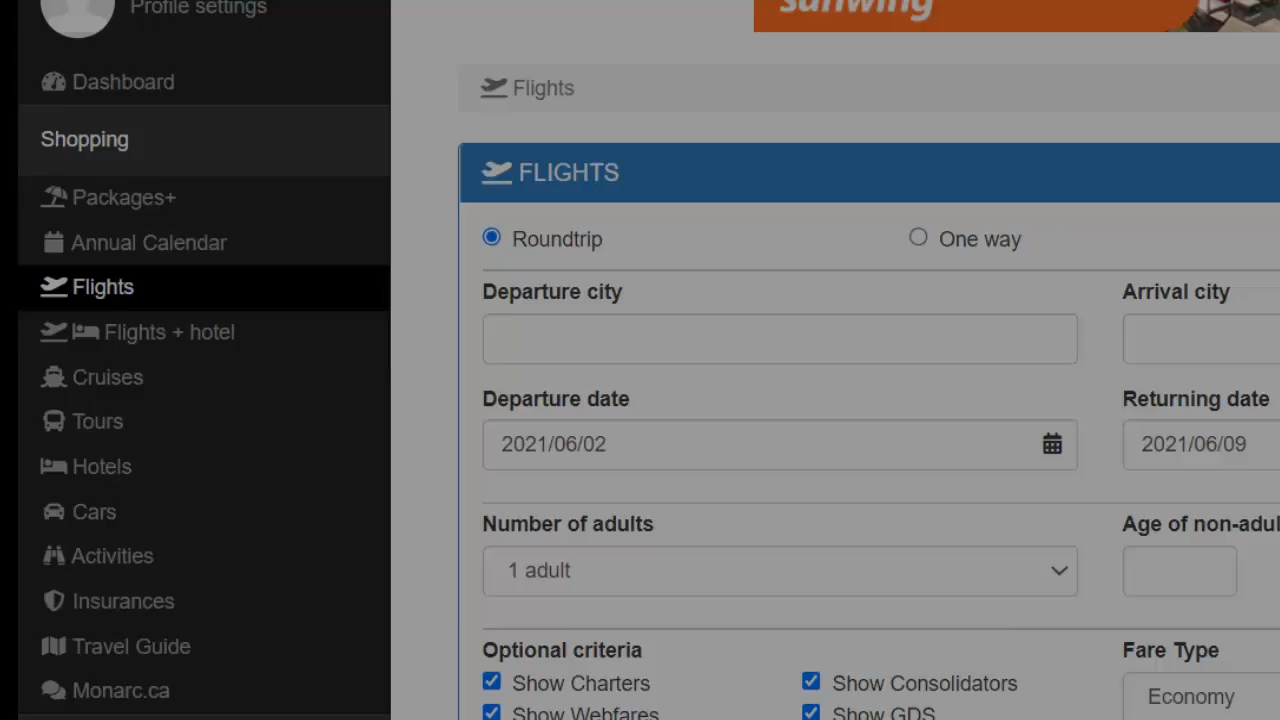 Profile settings
sunwing
Dashboard
Flights
Shopping
FLIGHTS
Packages+
Annual Calendar
Roundtrip
One way
Flights
Departure city
Arrival city
Flights + hotel
Cruises
Departure date
Returning date
Tours
2021/06/02
2021/06/09
Hotels
Cars
Number of adults
Age of non-adul
Activities
1 adult
Insurances
Travel Guide
Optional criteria
Fare Type
Monarc.ca
Show Charters
Show Consolidators
Economy
Show Webfares
Show GDS